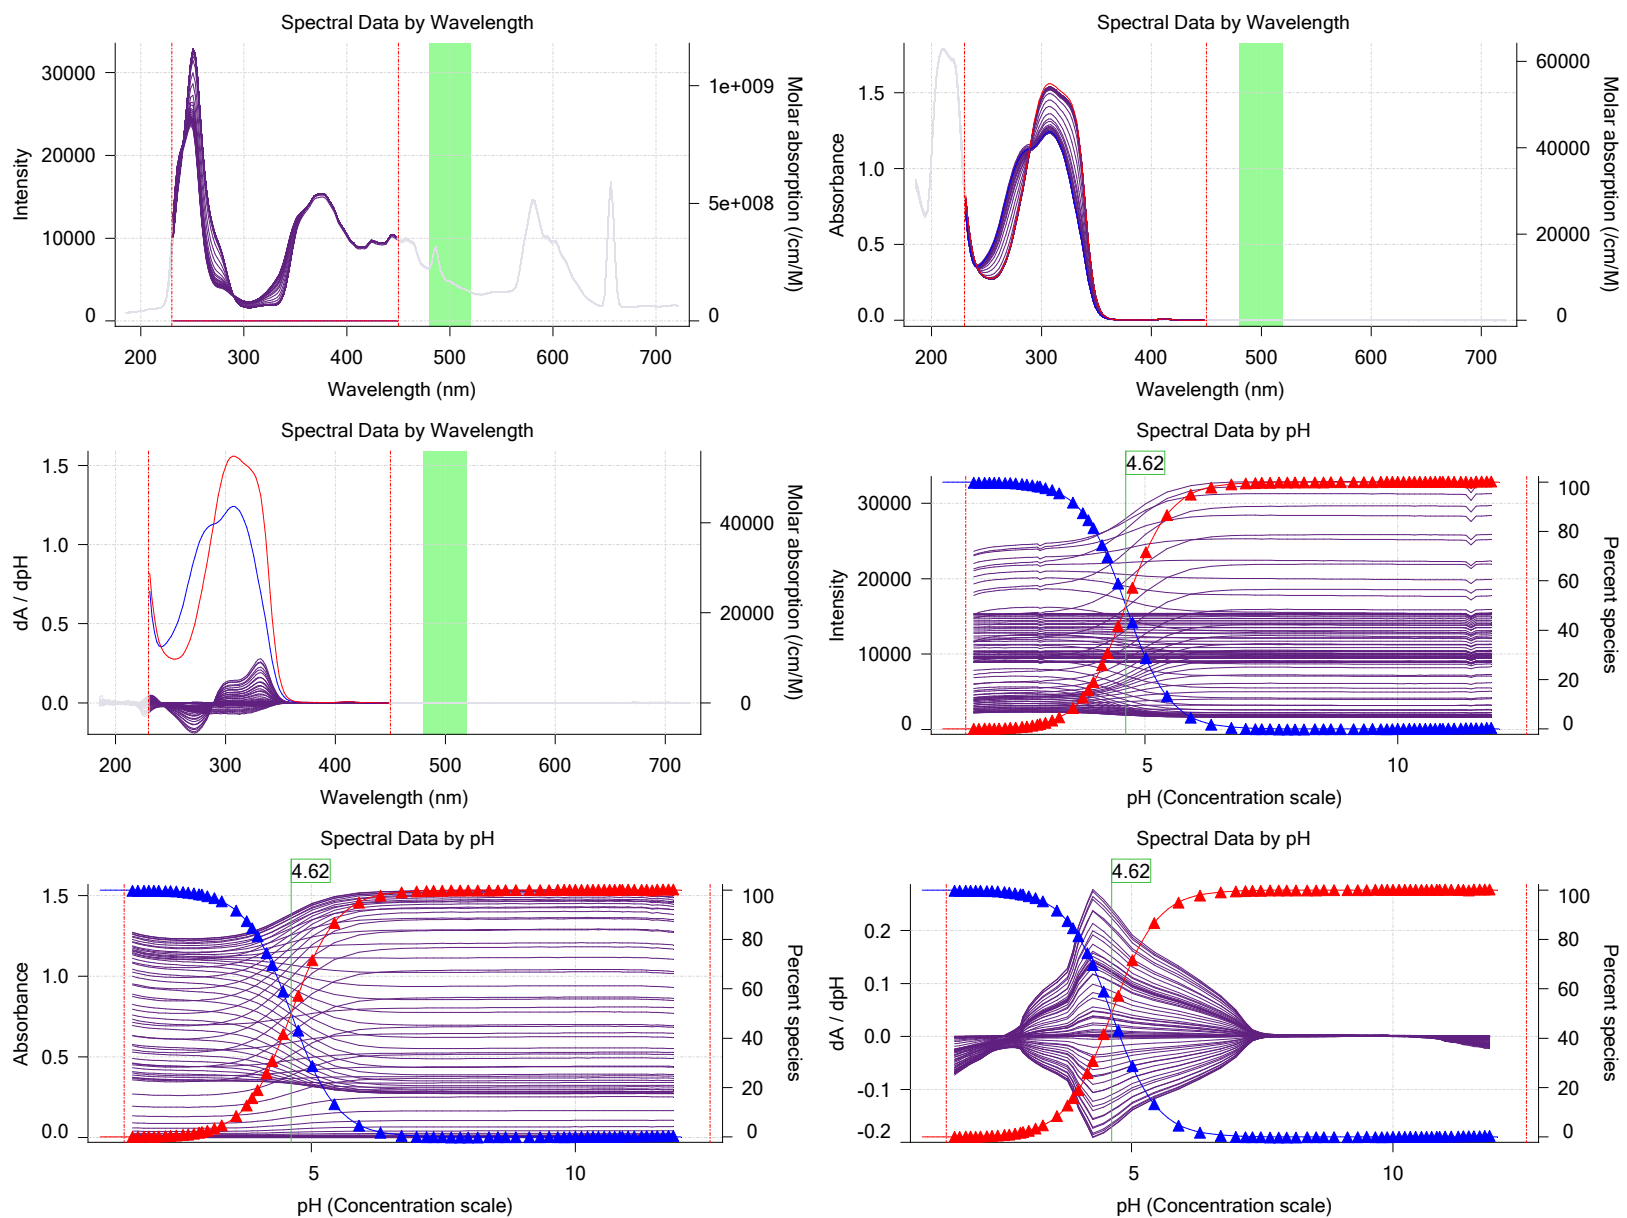 Spectral Data by Wavelength
Intensity
30000
20000
10000
0
1e+009
5e+008
0
Molar absorption (/cm/M)
200 300 400 500 600 700
Wavelength (nm)
Spectral Data by Wavelength
Absorbance
1.5
1.0
0.5
0.0
60000
40000
20000
0
Molar absorption (/cm/M)
200 300 400 500 600 700
Wavelength (nm)
Spectral Data by Wavelength
dA / dpH
1.5
1.0
0.5
0.0
40000
20000
0
Molar absorption (/cm/M)
200 300 400 500 600 700
Wavelength (nm)
Spectral Data by pH
4.62
Intensity
30000
20000
10000
0
100
80
60
40
20
0
Percent species
5 10
pH (Concentration scale)
Spectral Data by pH
4.62
Absorbance
1.5
1.0
0.5
0.0
100
80
60
40
20
0
Percent species
5 10
pH (Concentration scale)
Spectral Data by pH
4.62
dA / dpH
0.2
0.1
0.0
-0.1
-0.2
100
80
60
40
20
0
Percent species
5 10
pH (Concentration scale)